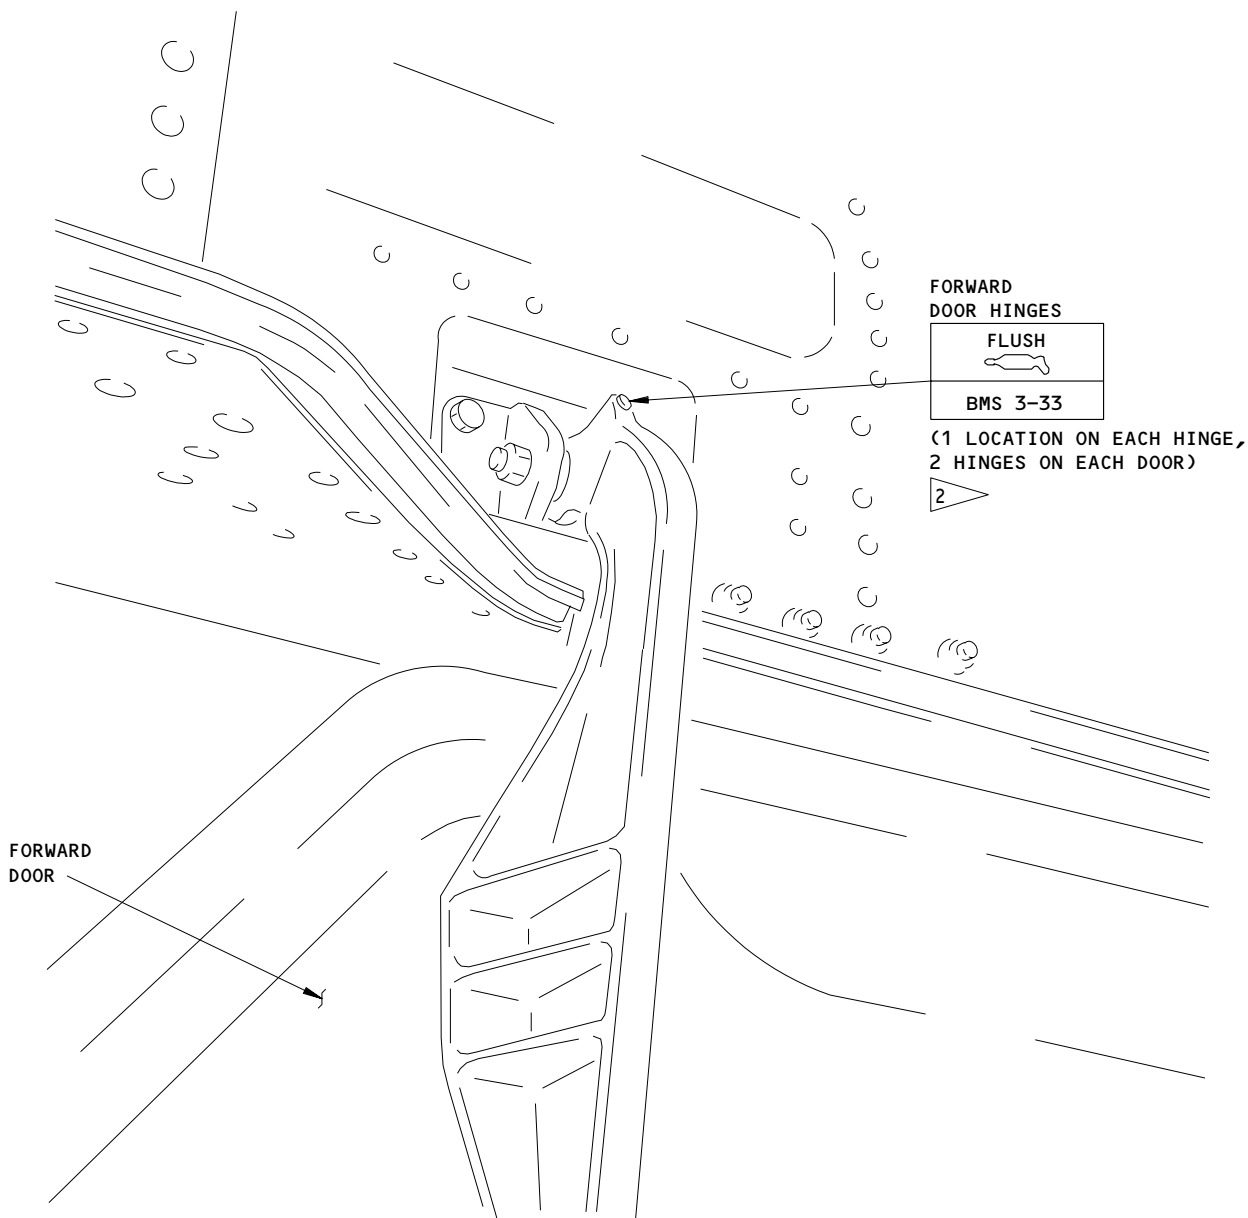 FORWARD
DOOR HINGES
FLUSH
BMS 3-33
(1 LOCATION ON EACH HINGE,
2 HINGES ON EACH DOOR)
2
FORWARD
DOOR